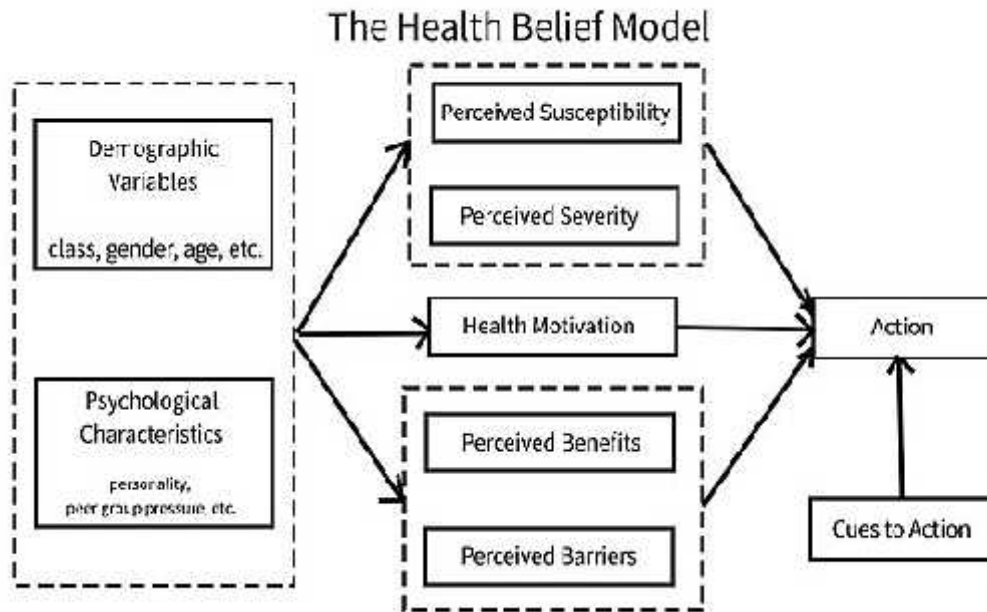 The Health Belief Model
Demographic
Variables
class, gender, age, etc.
Psychological
Characteristics
personality,
peer group pressure, etc.
Perceived Susceptibility
Perceived Severity
Health Motivation
Perceived Benefits
Perceived Barriers
Action
Cues to Action